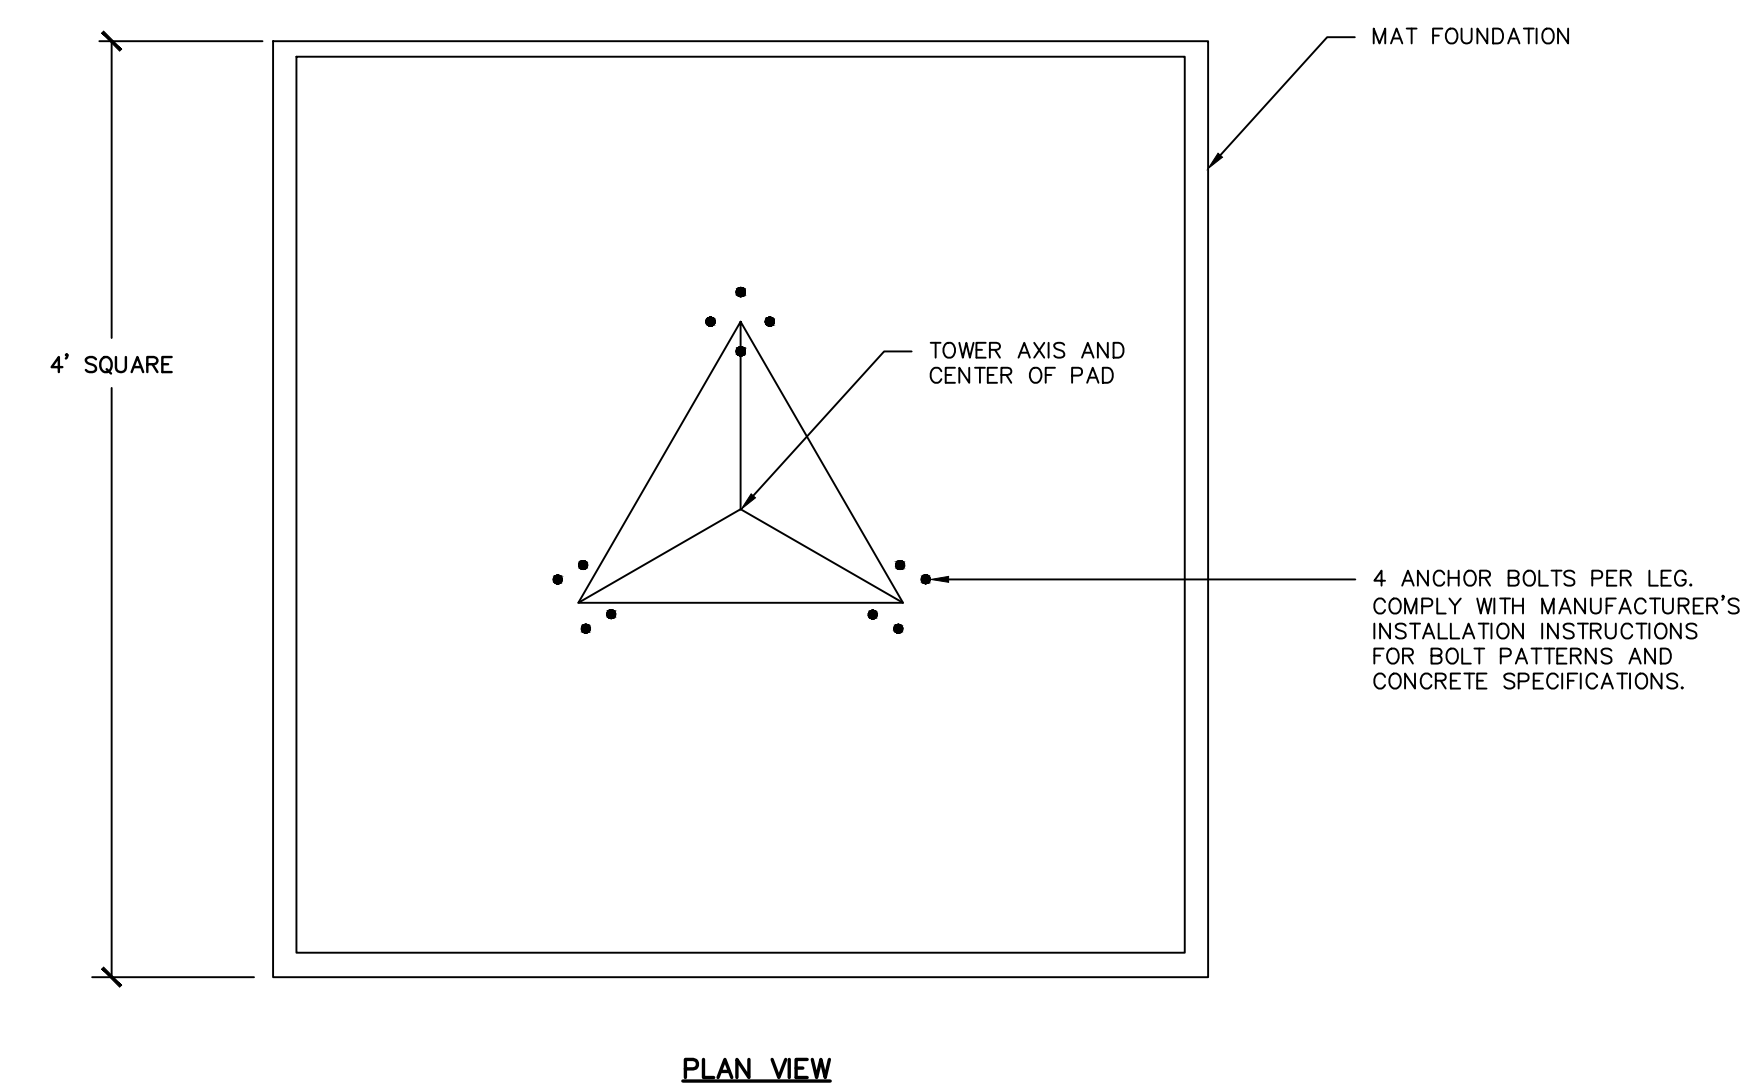 MAT FOUNDATION
TOWER AXIS AND
CENTER OF PAD
4' SQUARE
4 ANCHOR BOLTS PER LEG.
COMPLY WITH MANUFACTURER'S
INSTALLATION INSTRUCTIONS
FOR BOLT PATTERNS AND
CONCRETE SPECIFICATIONS.
PLAN VIEW